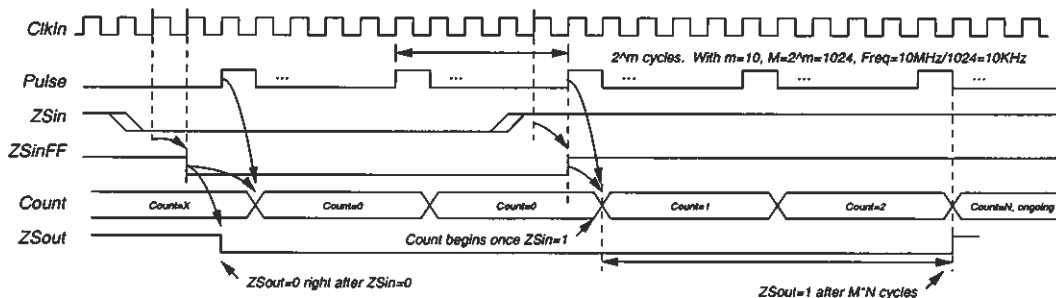 ClkIn
2^m cycles. With m=10, M=2^m=1024, Freq=10MHz/1024=10KHz
Pulse
... ... ... ...
ZSin
ZSinFF
Count
Count=X Count=0 Count=0 Count=1 Count=2 Count=N, ongoing
ZSout
Count begins once ZSin=1
ZSout=0 right after ZSin=0
ZSout=1 after M*N cycles